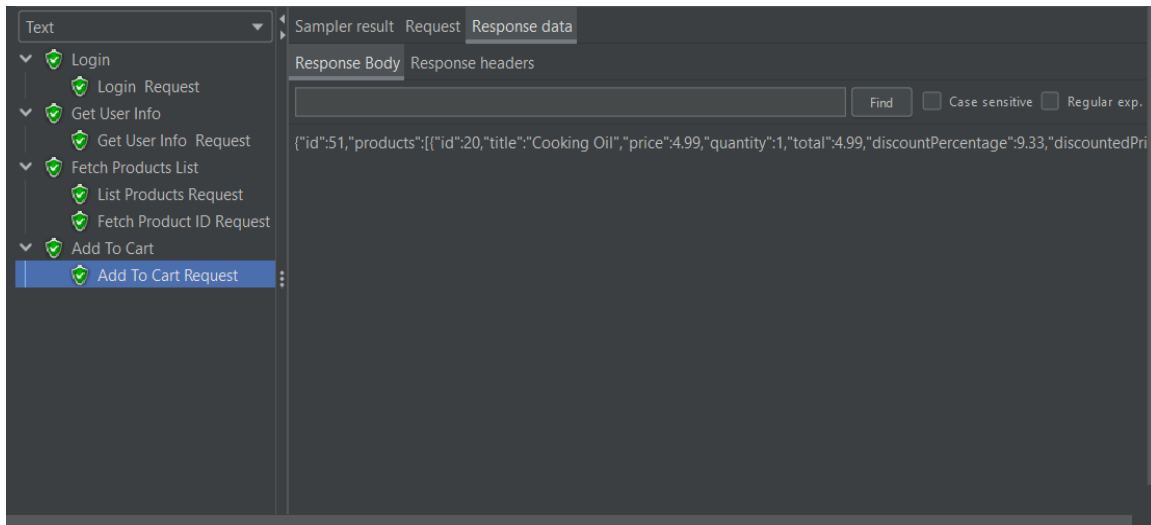 Text
Login
Login Request
Get User Info
Get User Info Request
Fetch Products List
List Products Request
Fetch Product ID Request
Add To Cart
Add To Cart Request
Sampler result Request Response data
Response Body Response headers
Find Case sensitive Regular exp.
{"id":51,"products":[{"id":20,"title":"Cooking Oil","price":4.99,"quantity":1,"total":4.99,"discountPercentage":9.33,"discountedPri